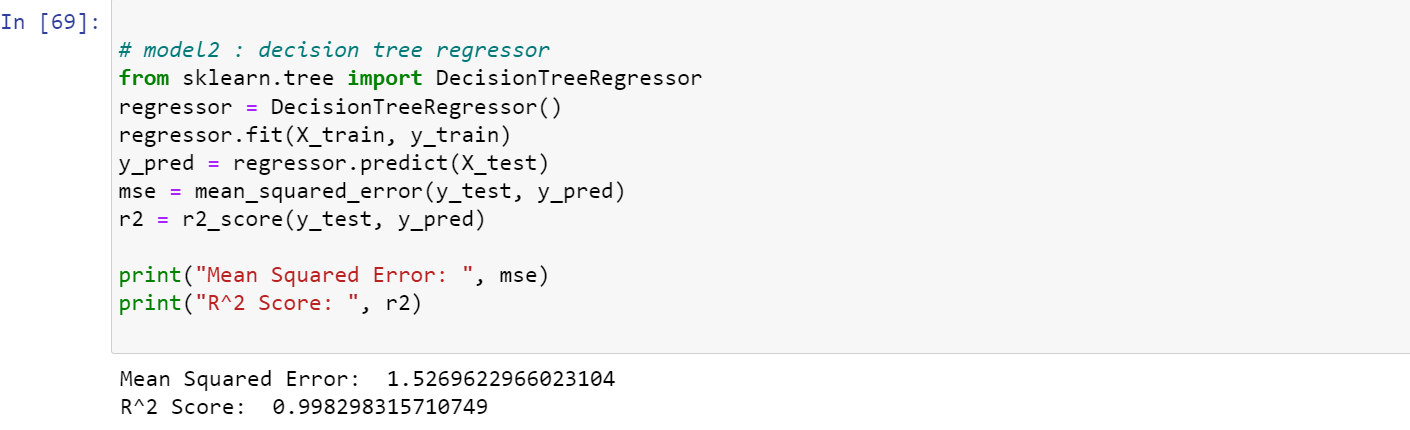 In [69]:
# model2 : decision tree regressor
from sklearn.tree import DecisionTreeRegressor
regressor = DecisionTreeRegressor()
regressor.fit(X_train, y_train)
y_pred = regressor.predict(X_test)
mse = mean_squared_error(y_test, y_pred)
r2 = r2_score(y_test, y_pred)
print("Mean Squared Error: ", mse)
print("R^2 Score: ", r2)
Mean Squared Error:  1.5269622966023104
R^2 Score:  0.998298315710749